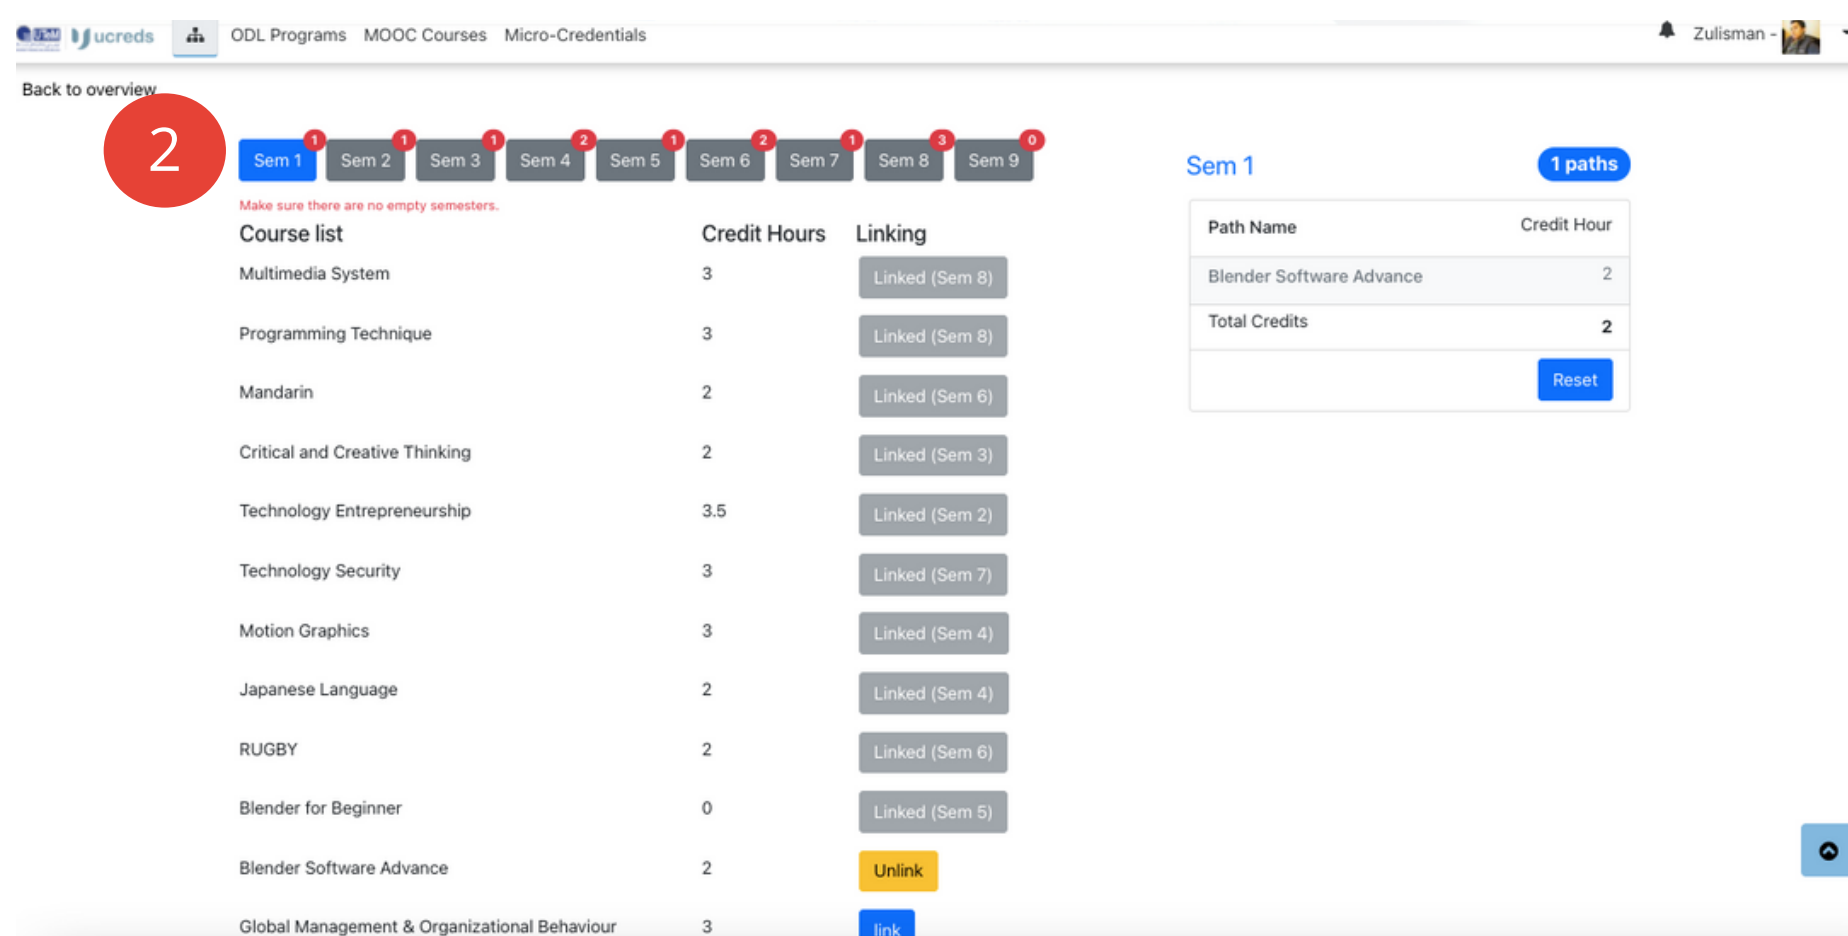 UTeM ucreds ODL Programs MOOC Courses Micro-Credentials Zulisman -
Back to overview
2
Sem 1 1 Sem 2 1 Sem 3 1 Sem 4 2 Sem 5 1 Sem 6 2 Sem 7 1 Sem 8 3 Sem 9 0
Make sure there are no empty semesters.
Course list Credit Hours Linking
Multimedia System 3 Linked (Sem 8)
Programming Technique 3 Linked (Sem 8)
Mandarin 2 Linked (Sem 6)
Critical and Creative Thinking 2 Linked (Sem 3)
Technology Entrepreneurship 3.5 Linked (Sem 2)
Technology Security 3 Linked (Sem 7)
Motion Graphics 3 Linked (Sem 4)
Japanese Language 2 Linked (Sem 4)
RUGBY 2 Linked (Sem 6)
Blender for Beginner 0 Linked (Sem 5)
Blender Software Advance 2 Unlink
Global Management & Organizational Behaviour 3 link
Sem 1 1 paths
Path Name Credit Hour
Blender Software Advance 2
Total Credits 2
Reset